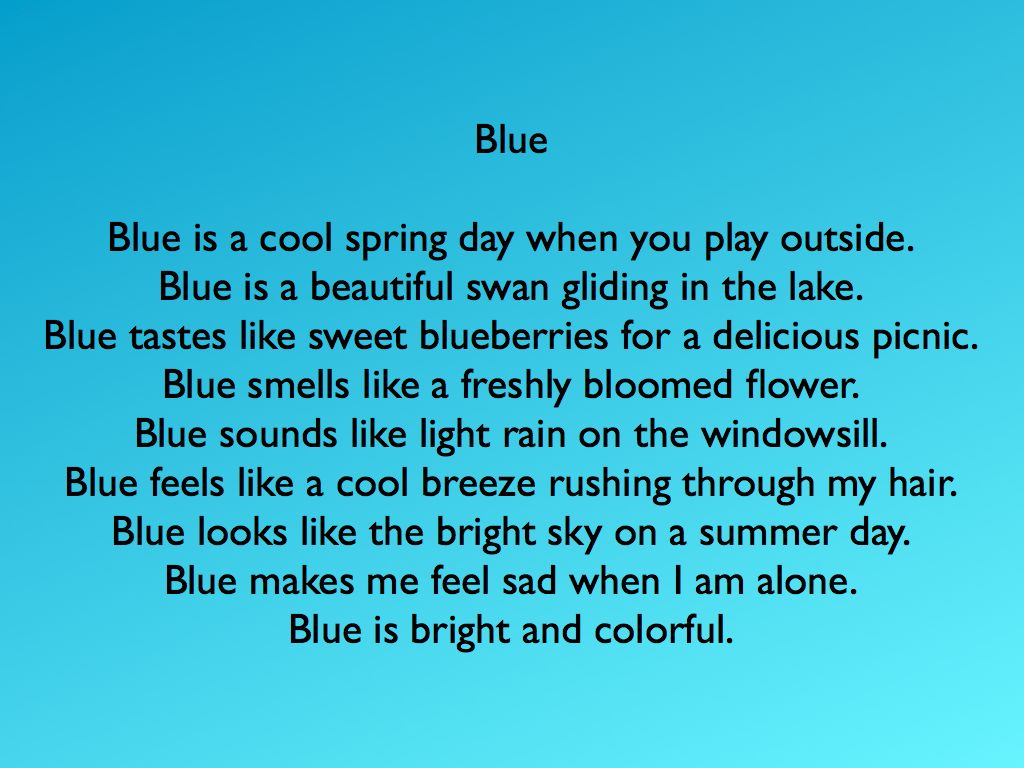 Blue
Blue is a cool spring day when you play outside.
Blue is a beautiful swan gliding in the lake.
Blue tastes like sweet blueberries for a delicious picnic.
Blue smells like a freshly bloomed flower.
Blue sounds like light rain on the windowsill.
Blue feels like a cool breeze rushing through my hair.
Blue looks like the bright sky on a summer day.
Blue makes me feel sad when I am alone.
Blue is bright and colorful.